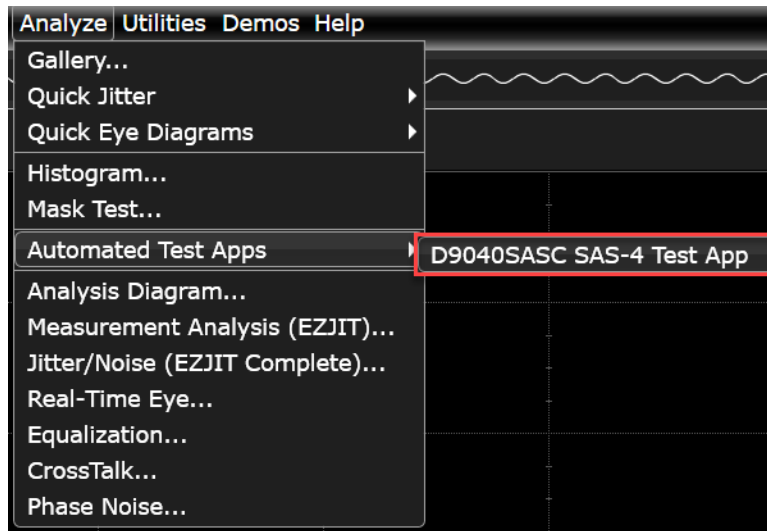 Analyze Utilities Demos Help
Gallery...
Quick Jitter
Quick Eye Diagrams
Histogram...
Mask Test...
Automated Test Apps
D9040SASC SAS-4 Test App
Analysis Diagram...
Measurement Analysis (EZJIT)...
Jitter/Noise (EZJIT Complete)...
Real-Time Eye...
Equalization...
CrossTalk...
Phase Noise...